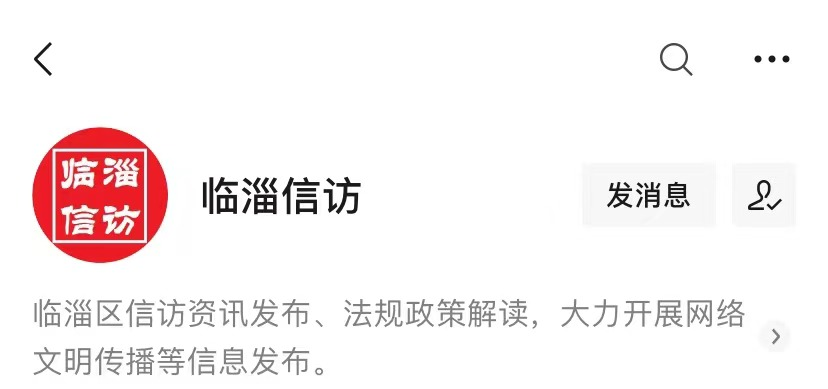 临淄
信访
临淄信访
发消息
临淄区信访资讯发布、法规政策解读，大力开展网络
文明传播等信息发布。